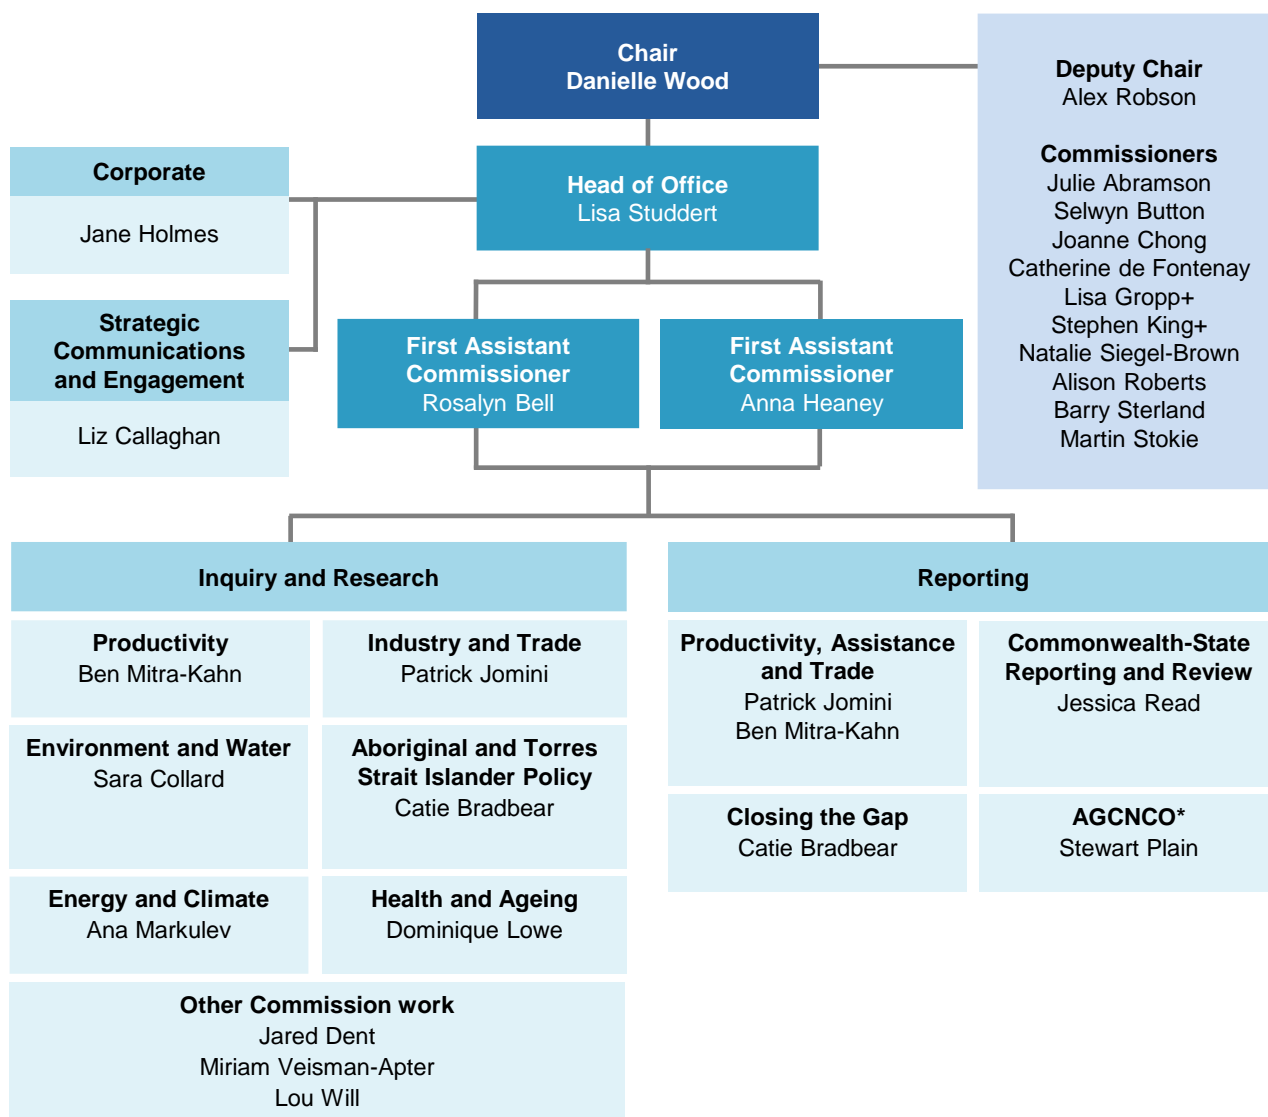 Chair
Danielle Wood
Deputy Chair
Alex Robson
Commissioners
Julie Abramson
Selwyn Button
Joanne Chong
Catherine de Fontenay
Lisa Gropp+
Stephen King+
Natalie Siegel-Brown
Alison Roberts
Barry Sterland
Martin Stokie
Head of Office
Lisa Studdert
Corporate
Jane Holmes
Strategic
Communications
and Engagement
Liz Callaghan
First Assistant
Commissioner
Rosalyn Bell
First Assistant
Commissioner
Anna Heaney
Inquiry and Research
Productivity
Ben Mitra-Kahn
Industry and Trade
Patrick Jomini
Environment and Water
Sara Collard
Aboriginal and Torres
Strait Islander Policy
Catie Bradbear
Energy and Climate
Ana Markulev
Health and Ageing
Dominique Lowe
Other Commission work
Jared Dent
Miriam Veisman-Apter
Lou Will
Reporting
Productivity, Assistance
and Trade
Patrick Jomini
Ben Mitra-Kahn
Commonwealth-State
Reporting and Review
Jessica Read
Closing the Gap
Catie Bradbear
AGCNCO*
Stewart Plain